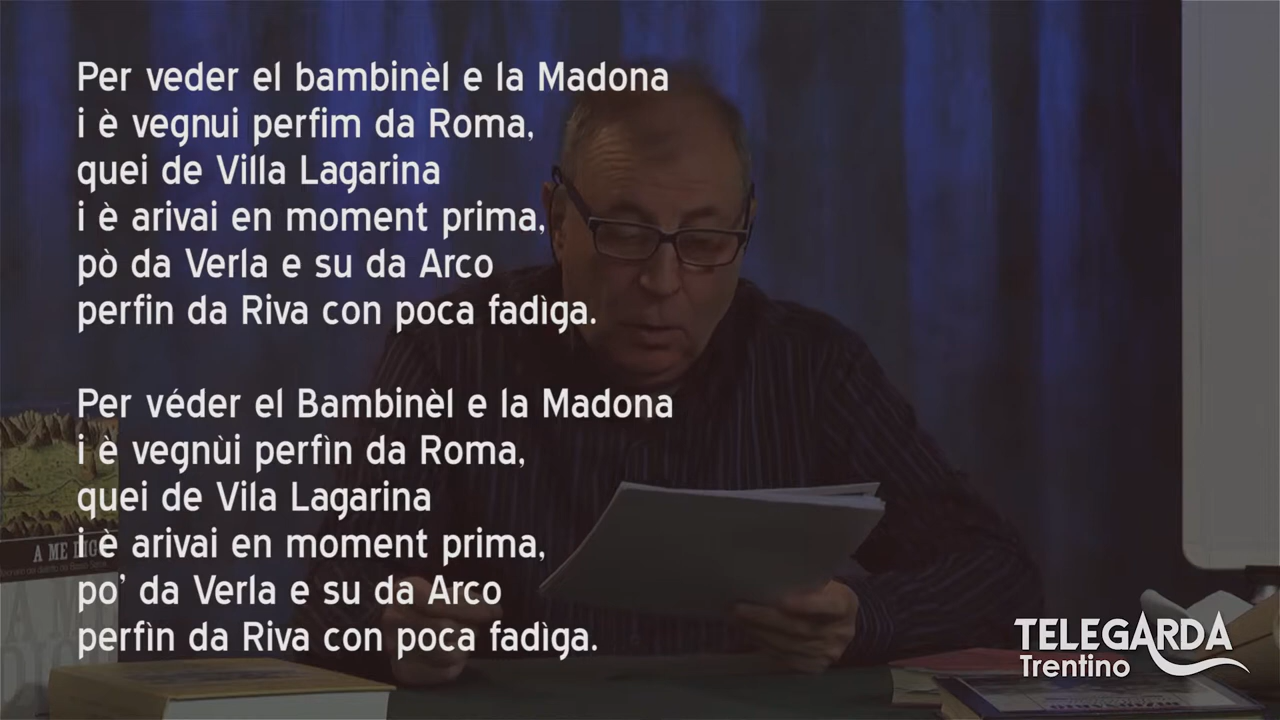 Per veder el bambinèl e la Madona
i è vegnui perfim da Roma,
quei de Villa Lagarina
i è arivai en moment prima,
pò da Verla e su da Arco
perfin da Riva con poca fadìga.
Per véder el Bambinèl e la Madona
i è vegnùi perfìn da Roma,
quei de Vila Lagarina
i è arivai en moment prima,
po' da Verla e su da Arco
perfìn da Riva con poca fadìga.
A ME DIC
TELEGARDA
Trentino